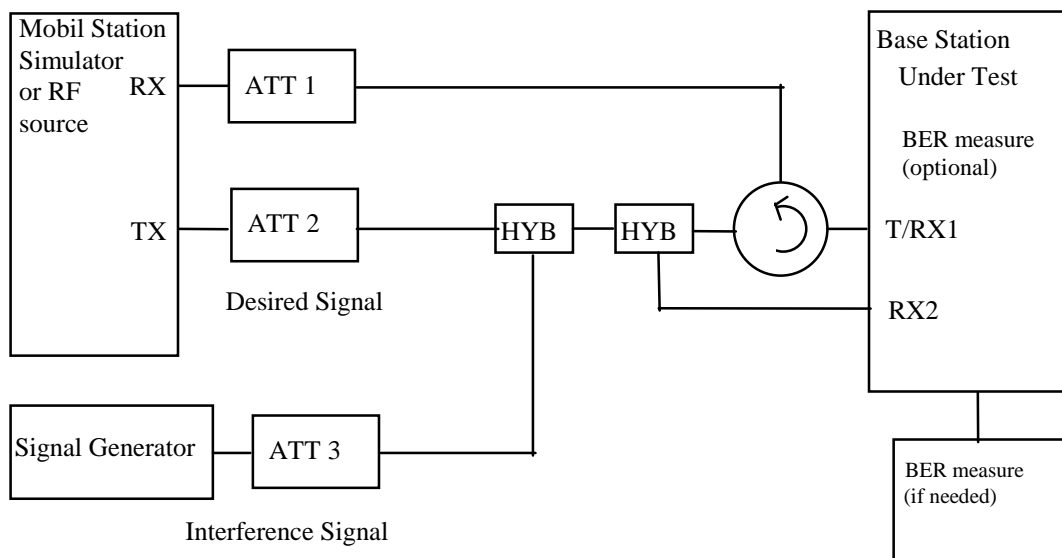 Mobil Station
Simulator
or RF
source
RX
TX
ATT 1
ATT 2
Desired Signal
HYB
HYB
Base Station
Under Test
BER measure
(optional)
T/RX1
RX2
Signal Generator
ATT 3
Interference Signal
BER measure
(if needed)